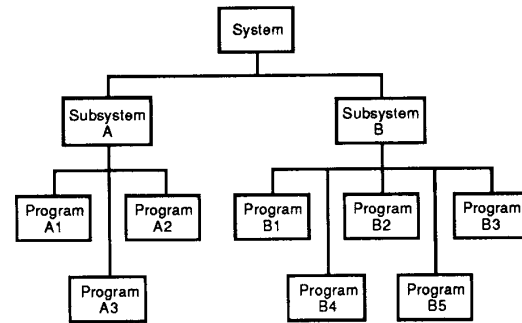 System
Subsystem
A
Subsystem
B
Program
A1
Program
A2
Program
B1
Program
B2
Program
B3
Program
A3
Program
B4
Program
B5